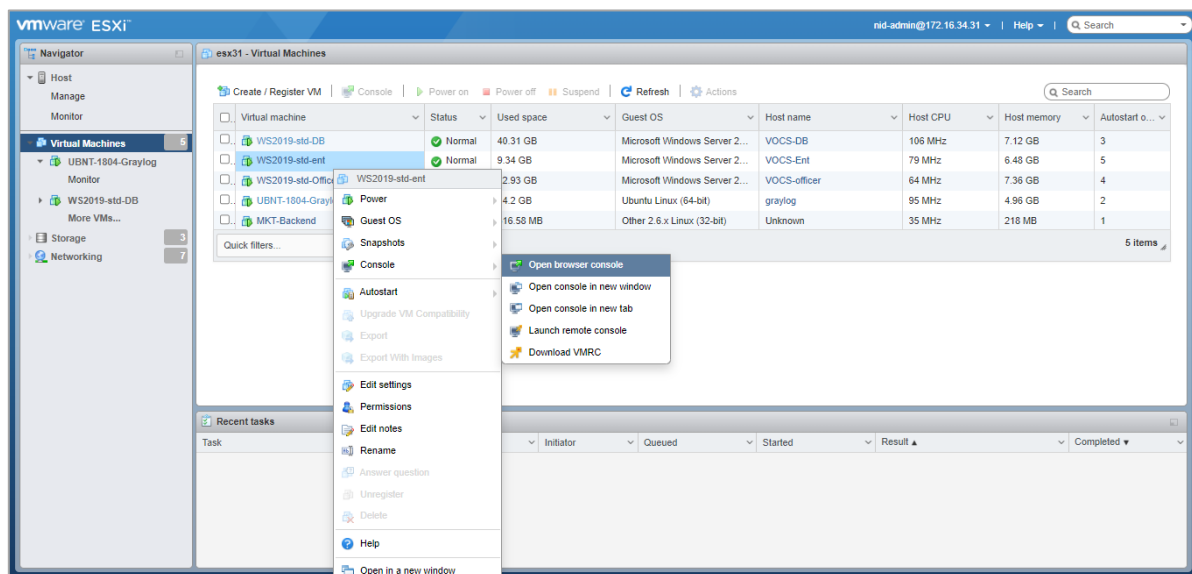 vmware ESXi™
nid-admin@172.16.34.31 | Help | Search
Navigator
Host
Manage
Monitor
Virtual Machines 5
UBNT-1804-Graylog
Monitor
WS2019-std-DB
More VMs...
Storage 3
Networking 7
esx31 - Virtual Machines
Create / Register VM | Console | Power on Power off Suspend | Refresh | Actions
Search
Virtual machine Status Used space Guest OS Host name Host CPU Host memory Autostart o...
WS2019-std-DB Normal 40.31 GB Microsoft Windows Server 2... VOCS-DB 106 MHz 7.12 GB 3
WS2019-std-ent Normal 9.34 GB Microsoft Windows Server 2... VOCS-Ent 79 MHz 6.48 GB 5
WS2019-std-Offic 2.93 GB Microsoft Windows Server 2... VOCS-officer 64 MHz 7.36 GB 4
UBNT-1804-Grayl 4.2 GB Ubuntu Linux (64-bit) graylog 95 MHz 4.96 GB 2
MKT-Backend 16.58 MB Other 2.6.x Linux (32-bit) Unknown 35 MHz 218 MB 1
Quick filters...
5 items
WS2019-std-ent
Power
Guest OS
Snapshots
Console
Autostart
Upgrade VM Compatibility
Export
Export With Images
Edit settings
Permissions
Edit notes
Rename
Answer question
Unregister
Delete
Help
Open in a new window
Open browser console
Open console in new window
Open console in new tab
Launch remote console
Download VMRC
Recent tasks
Task Initiator Queued Started Result Completed